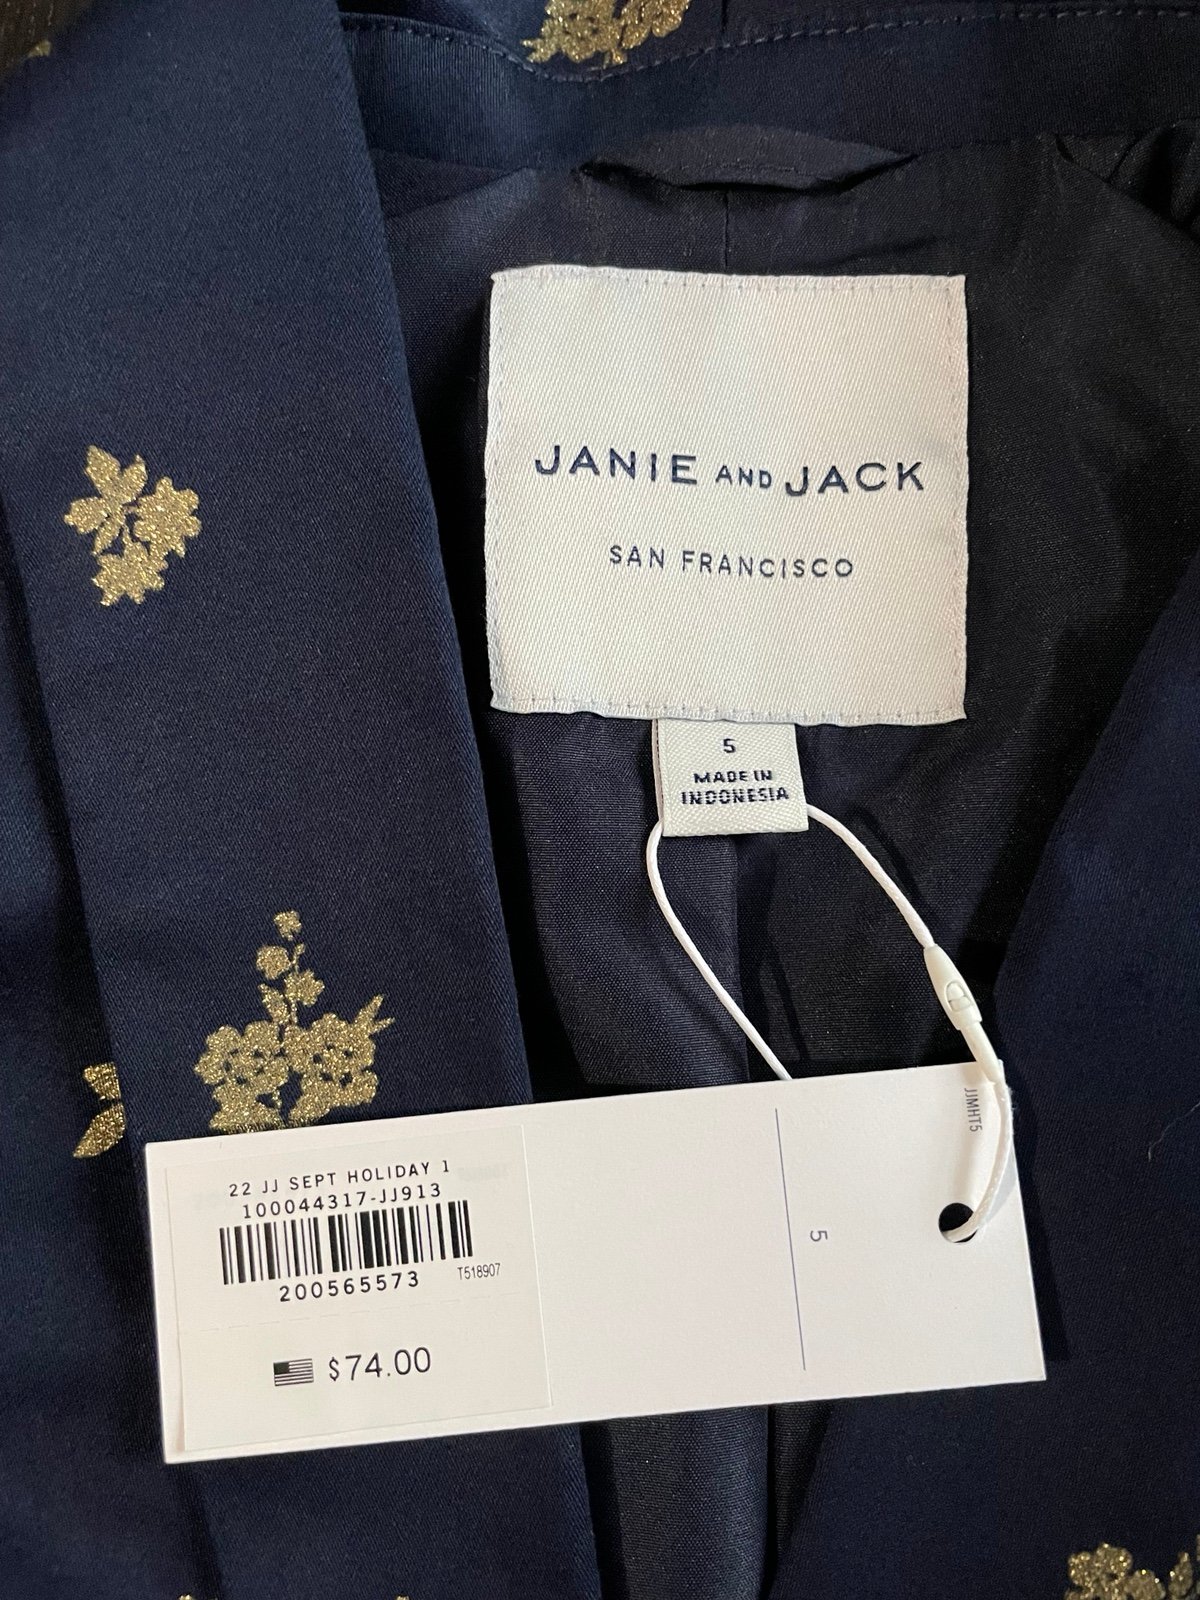 JANIE AND JACK
SAN FRANCISCO
5
MADE IN
INDONESIA
JJMHT5
5
22 JJ SEPT HOLIDAY 1
100044317-JJ913
200565573
T518907
$74.00